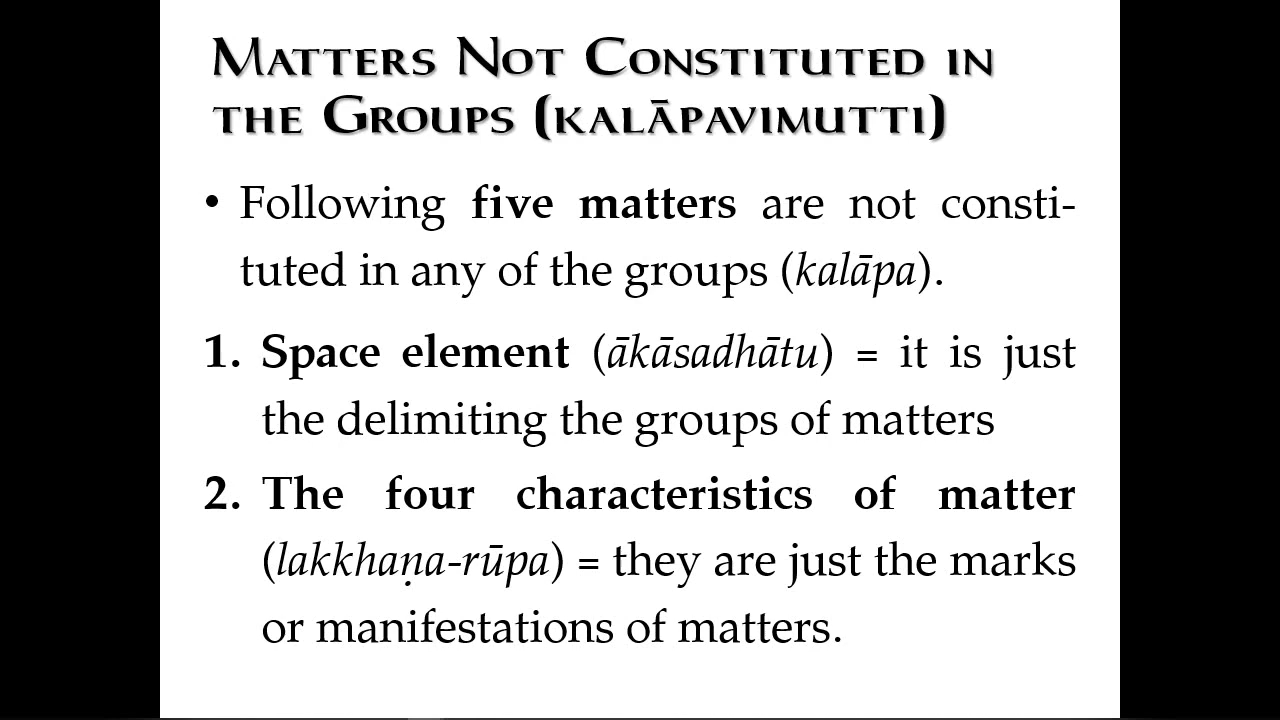 Matters Not Constituted in
the Groups (kalāpavimutti)
• Following five matters are not consti-
tuted in any of the groups (kalāpa).
1. Space element (ākāsadhātu) = it is just
the delimiting the groups of matters
2. The four characteristics of matter
(lakkhaṇa-rūpa) = they are just the marks
or manifestations of matters.